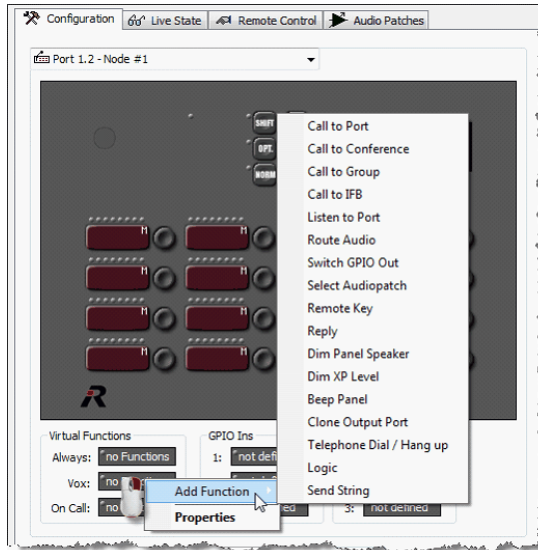 Configuration
Live State
Remote Control
Audio Patches
Port 1.2 - Node #1
SHIFT
OPT.
NORM
M M
M M
M M
M M
R
Call to Port
Call to Conference
Call to Group
Call to IFB
Listen to Port
Route Audio
Switch GPIO Out
Select Audiopatch
Remote Key
Reply
Dim Panel Speaker
Dim XP Level
Beep Panel
Clone Output Port
Telephone Dial / Hang up
Logic
Send String
Virtual Functions
GPIO Ins
Always: no Functions
1: not defi
Vox: no
On Call: no
3: not defined
Add Function
Properties